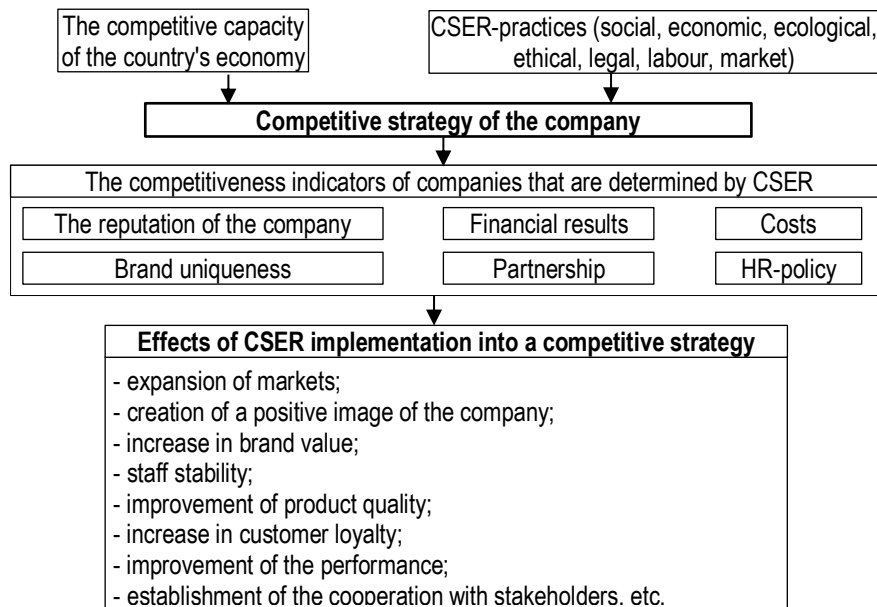 The competitive capacity
of the country's economy
CSER-practices (social, economic, ecological,
ethical, legal, labour, market)
Competitive strategy of the company
The competitiveness indicators of companies that are determined by CSER
The reputation of the company
Financial results
Costs
Brand uniqueness
Partnership
HR-policy
Effects of CSER implementation into a competitive strategy
- expansion of markets;
- creation of a positive image of the company;
- increase in brand value;
- staff stability;
- improvement of product quality;
- increase in customer loyalty;
- improvement of the performance;
- establishment of the cooperation with stakeholders, etc.